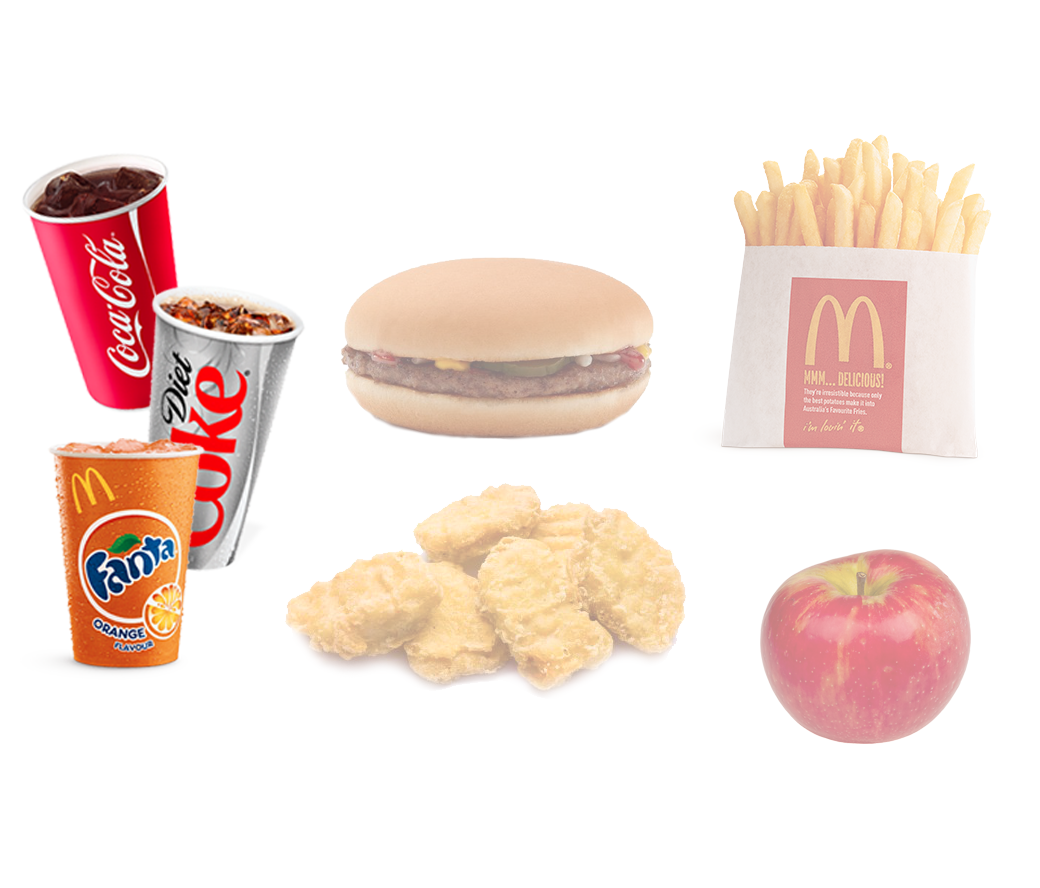 Coca-Cola
Diet
coke
M
Fanta
ORANGE
FLAVOUR
M
MMM... DELICIOUS!
They're irresistible because only
the best potatoes make it into
Australia's Favourite Fries.
i'm lovin' it